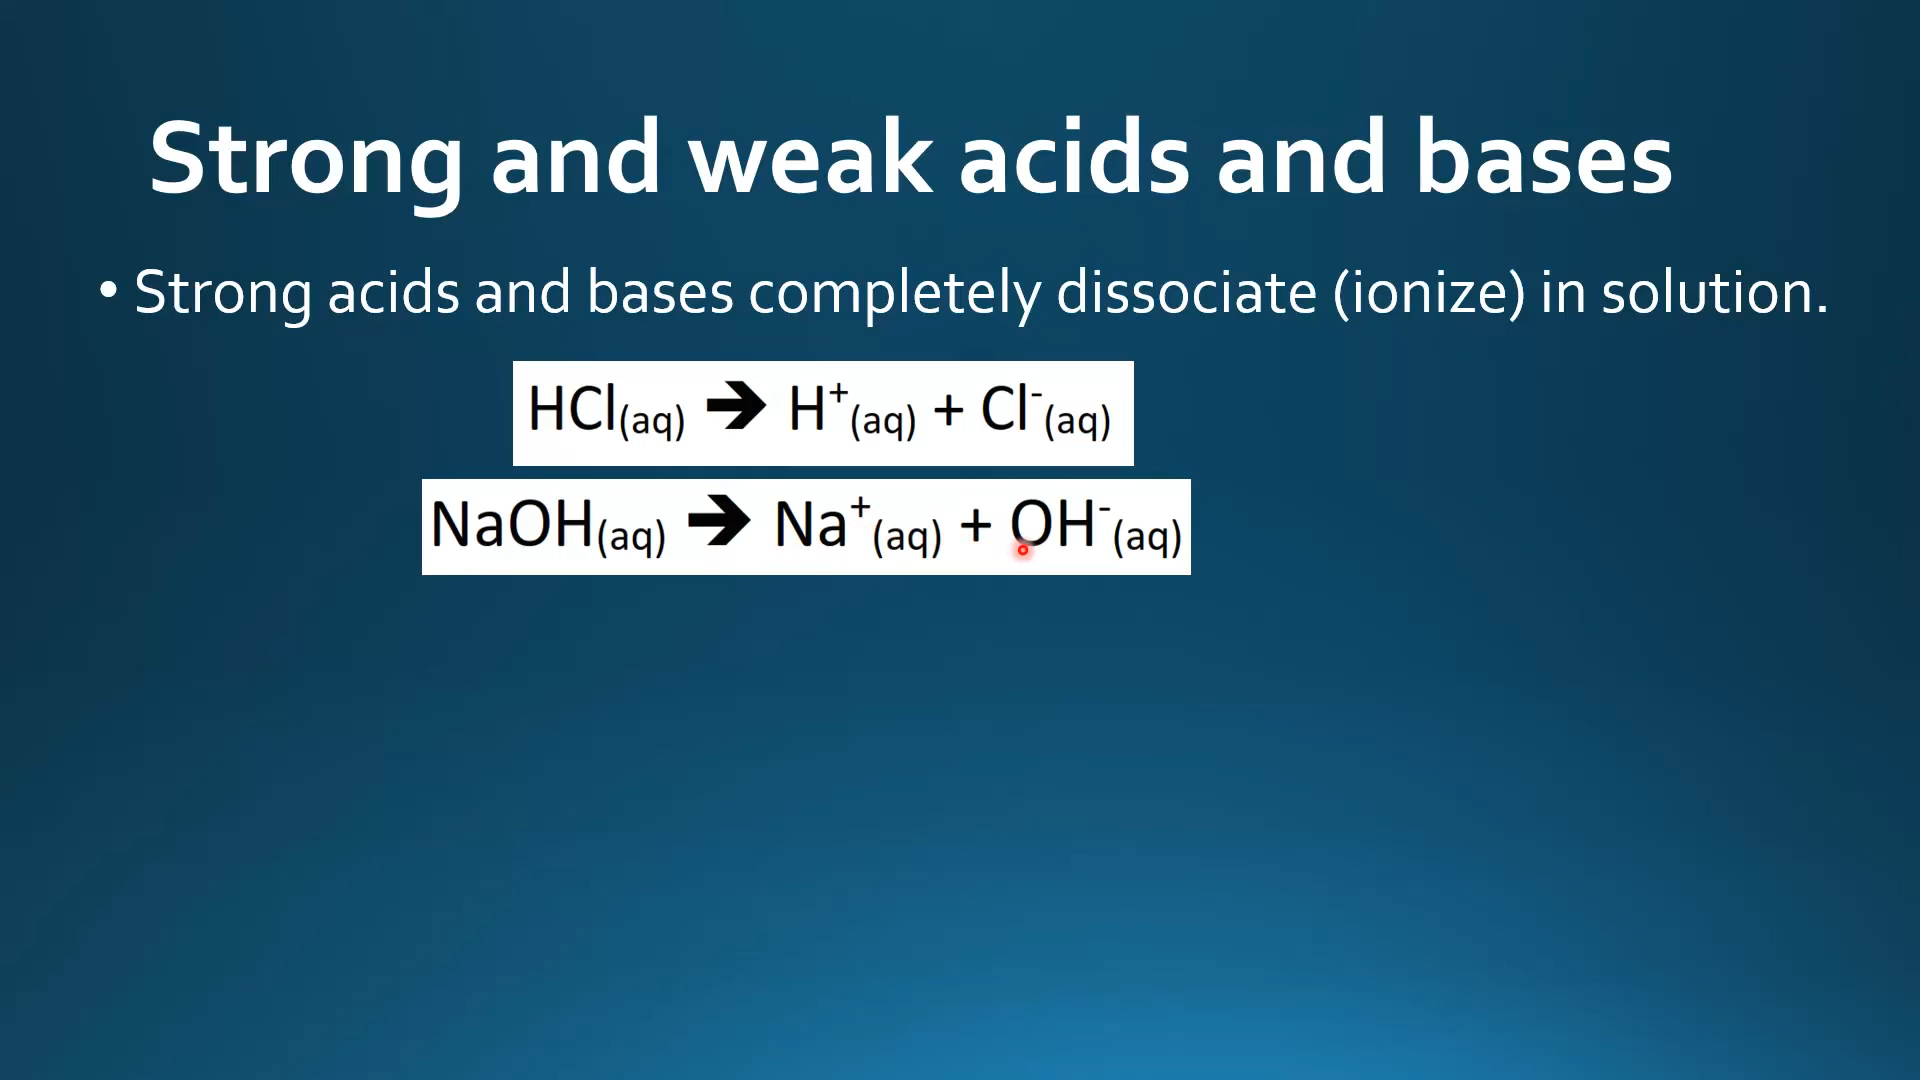 Strong and weak acids and bases
• Strong acids and bases completely dissociate (ionize) in solution.
HCl(aq) ➔ H⁺(aq) + Cl⁻(aq)
NaOH(aq) ➔ Na⁺(aq) + OH⁻(aq)